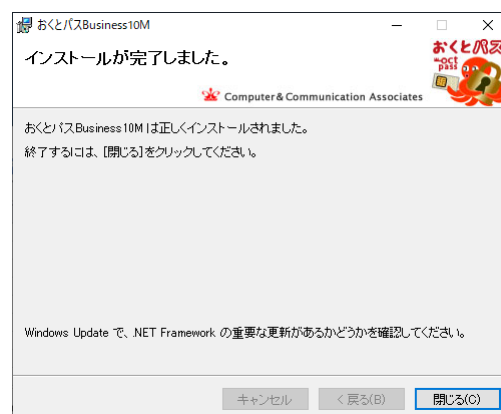 おくとパスBusiness10M
インストールが完了しました。
おくとパス
oct
pass
Computer & Communication Associates
おくとパスBusiness10Mは正しくインストールされました。
終了するには、[閉じる]をクリックしてください。
Windows Update で、.NET Framework の重要な更新があるかどうかを確認してください。
キャンセル
< 戻る(B)
閉じる(C)